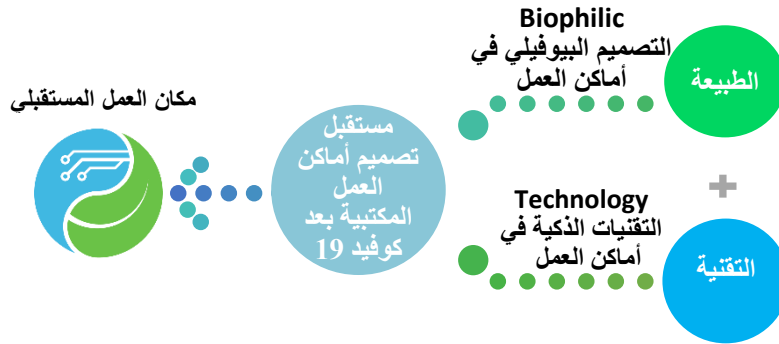 الطبيعة
Biophilic
التصميم البيوفيلي في
أماكن العمل
التقنية
Technology
التقنيات الذكية في
أماكن العمل
مستقبل
تصميم أماكن
العمل
المكتبية بعد
كوفيد 19
مكان العمل المستقبلي